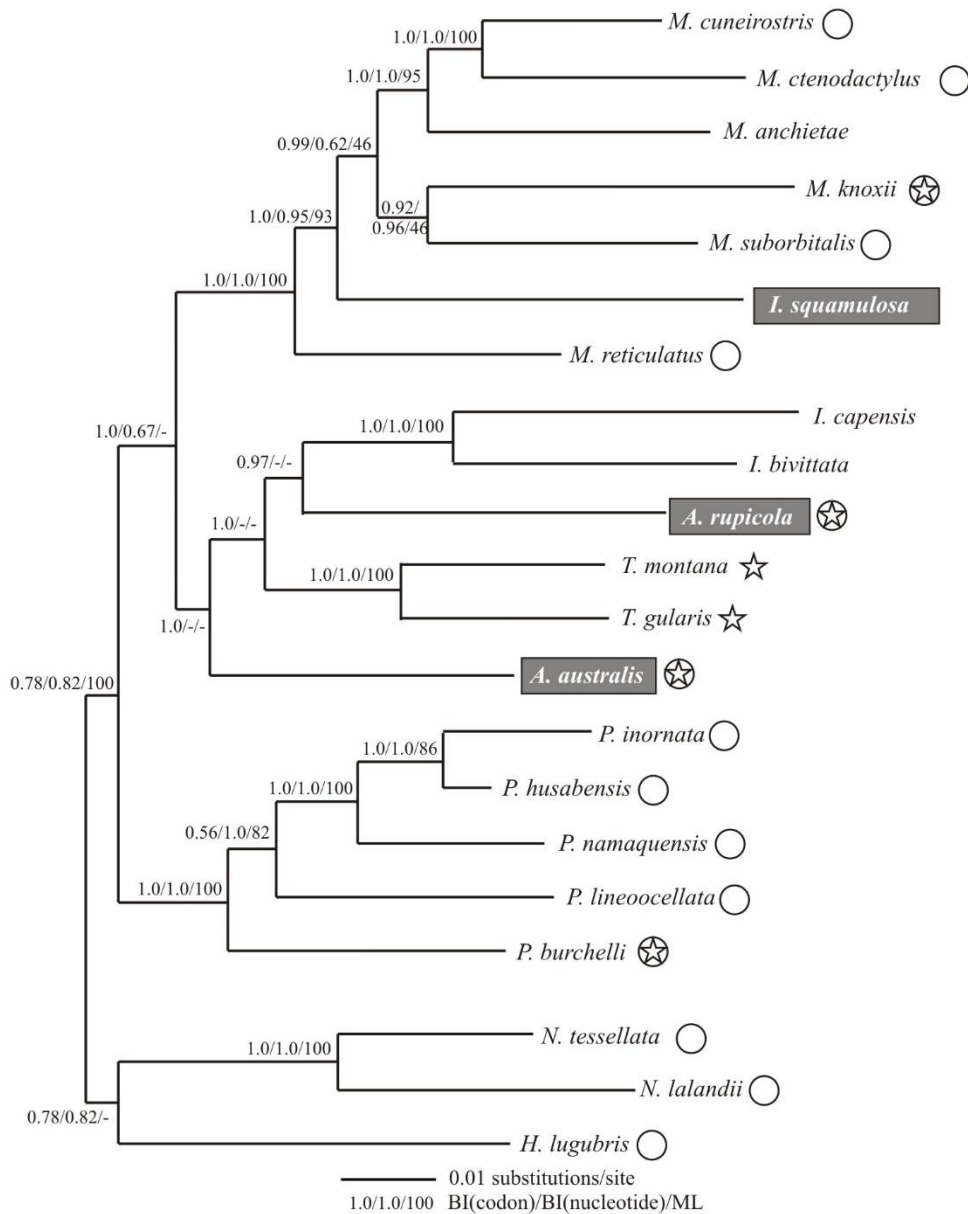 M. cuneirostris
1.0/1.0/100
M. ctenodactylus
1.0/1.0/95
M. anchietae
0.99/0.62/46
M. knoxii
0.92/
0.96/46
1.0/0.95/93
M. suborbitalis
1.0/1.0/100
I. squamulosa
M. reticulatus
I. capensis
1.0/1.0/100
1.0/0.67/-
I. bivittata
0.97/-/-
A. rupicola
1.0/-/-
T. montana
1.0/1.0/100
T. gularis
1.0/-/-
A. australis
0.78/0.82/100
P. inornata
1.0/1.0/86
P. husabensis
1.0/1.0/100
P. namaquensis
0.56/1.0/82
P. lineoocellata
1.0/1.0/100
P. burchelli
N. tessellata
1.0/1.0/100
N. lalandii
0.78/0.82/-
H. lugubris
0.01 substitutions/site
1.0/1.0/100 BI(codon)/BI(nucleotide)/ML